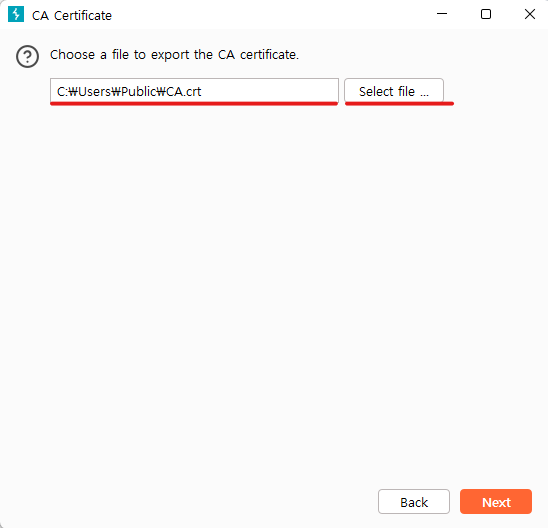 CA Certificate
Choose a file to export the CA certificate.
C:₩Users₩Public₩CA.crt
Select file ...
Back
Next